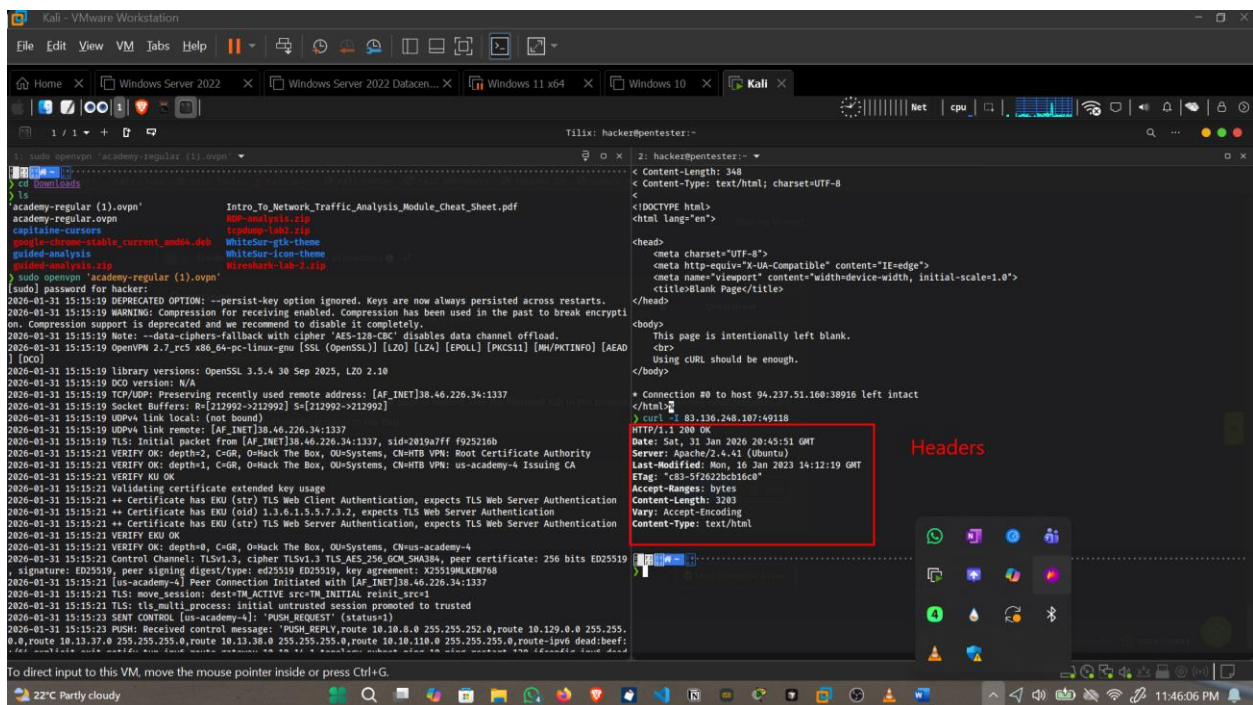 Kali - VMware Workstation
File Edit View VM Tabs Help
Home Windows Server 2022 Windows Server 2022 Datacen... Windows 11 x64 Windows 10 Kali
1 Net cpu
1 / 1 Tilix: hacker@pentester:~
1: sudo openvpn 'academy-regular (1).ovpn'
~
cd Downloads
ls
'academy-regular (1).ovpn' Intro_To_Network_Traffic_Analysis_Module_Cheat_Sheet.pdf
academy-regular.ovpn RDP-analysis.zip
capitaine-cursors tcpdump-lab2.zip
google-chrome-stable_current_amd64.deb WhiteSur-gtk-theme
guided-analysis WhiteSur-icon-theme
guided-analysis.zip Wireshark-lab-2.zip
sudo openvpn 'academy-regular (1).ovpn'
[sudo] password for hacker:
2026-01-31 15:15:19 DEPRECATED OPTION: --persist-key option ignored. Keys are now always persisted across restarts.
2026-01-31 15:15:19 WARNING: Compression for receiving enabled. Compression has been used in the past to break encrypti
on. Compression support is deprecated and we recommend to disable it completely.
2026-01-31 15:15:19 Note: --data-ciphers-fallback with cipher 'AES-128-CBC' disables data channel offload.
2026-01-31 15:15:19 OpenVPN 2.7_rc5 x86_64-pc-linux-gnu [SSL (OpenSSL)] [LZO] [LZ4] [EPOLL] [PKCS11] [MH/PKTINFO] [AEAD
] [DCO]
2026-01-31 15:15:19 library versions: OpenSSL 3.5.4 30 Sep 2025, LZO 2.10
2026-01-31 15:15:19 DCO version: N/A
2026-01-31 15:15:19 TCP/UDP: Preserving recently used remote address: [AF_INET]38.46.226.34:1337
2026-01-31 15:15:19 Socket Buffers: R=[212992->212992] S=[212992->212992]
2026-01-31 15:15:19 UDPv4 link local: (not bound)
2026-01-31 15:15:19 UDPv4 link remote: [AF_INET]38.46.226.34:1337
2026-01-31 15:15:19 TLS: Initial packet from [AF_INET]38.46.226.34:1337, sid=2019a7ff f925216b
2026-01-31 15:15:21 VERIFY OK: depth=2, C=GR, O=Hack The Box, OU=Systems, CN=HTB VPN: Root Certificate Authority
2026-01-31 15:15:21 VERIFY OK: depth=1, C=GR, O=Hack The Box, OU=Systems, CN=HTB VPN: us-academy-4 Issuing CA
2026-01-31 15:15:21 VERIFY KU OK
2026-01-31 15:15:21 Validating certificate extended key usage
2026-01-31 15:15:21 ++ Certificate has EKU (str) TLS Web Client Authentication, expects TLS Web Server Authentication
2026-01-31 15:15:21 ++ Certificate has EKU (oid) 1.3.6.1.5.5.7.3.2, expects TLS Web Server Authentication
2026-01-31 15:15:21 ++ Certificate has EKU (str) TLS Web Server Authentication, expects TLS Web Server Authentication
2026-01-31 15:15:21 VERIFY EKU OK
2026-01-31 15:15:21 VERIFY OK: depth=0, C=GR, O=Hack The Box, OU=Systems, CN=us-academy-4
2026-01-31 15:15:21 Control Channel: TLSv1.3, cipher TLSv1.3 TLS_AES_256_GCM_SHA384, peer certificate: 256 bits ED25519
, signature: ED25519, peer signing digest/type: ed25519 ED25519, key agreement: X25519MLKEM768
2026-01-31 15:15:21 [us-academy-4] Peer Connection Initiated with [AF_INET]38.46.226.34:1337
2026-01-31 15:15:21 TLS: move_session: dest=TM_ACTIVE src=TM_INITIAL reinit_src=1
2026-01-31 15:15:21 TLS: tls_multi_process: initial untrusted session promoted to trusted
2026-01-31 15:15:23 SENT CONTROL [us-academy-4]: 'PUSH_REQUEST' (status=1)
2026-01-31 15:15:23 PUSH: Received control message: 'PUSH_REPLY,route 10.10.8.0 255.255.252.0,route 10.129.0.0 255.255.
0.0,route 10.13.37.0 255.255.255.0,route 10.13.38.0 255.255.255.0,route 10.10.110.0 255.255.255.0,route-ipv6 dead:beef:
2: hacker@pentester:~
< Content-Length: 348
< Content-Type: text/html; charset=UTF-8
<
<!DOCTYPE html>
<html lang="en">
<head>
<meta charset="UTF-8">
<meta http-equiv="X-UA-Compatible" content="IE=edge">
<meta name="viewport" content="width=device-width, initial-scale=1.0">
<title>Blank Page</title>
</head>
<body>
This page is intentionally left blank.
<br>
Using cURL should be enough.
</body>
* Connection #0 to host 94.237.51.160:38916 left intact
</html>%
curl -I 83.136.248.107:49118
HTTP/1.1 200 OK
Date: Sat, 31 Jan 2026 20:45:51 GMT
Server: Apache/2.4.41 (Ubuntu)
Last-Modified: Mon, 16 Jan 2023 14:12:19 GMT
ETag: "c83-5f2622bcb16c0"
Accept-Ranges: bytes
Content-Length: 3203
Vary: Accept-Encoding
Content-Type: text/html
Headers
~
To direct input to this VM, move the mouse pointer inside or press Ctrl+G.
22°C Partly cloudy 11:46:06 PM